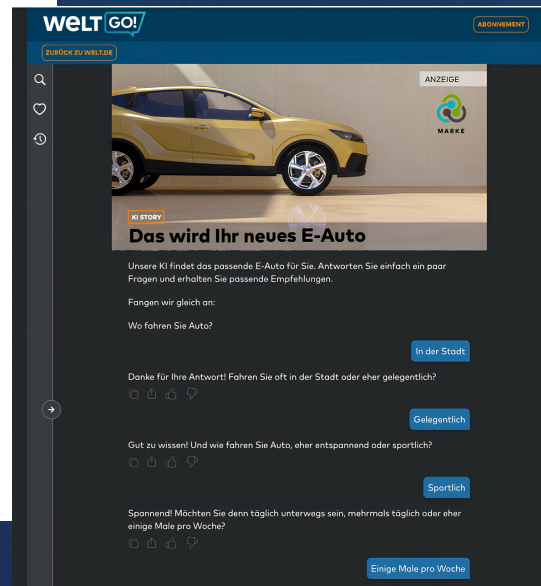 WELT GO!
ABONNEMENT
ZURÜCK ZU WELT.DE
ANZEIGE
MARKE
KI STORY
Das wird Ihr neues E-Auto
Unsere KI findet das passende E-Auto für Sie. Antworten Sie einfach ein paar
Fragen und erhalten Sie passende Empfehlungen.
Fangen wir gleich an:
Wo fahren Sie Auto?
In der Stadt
Danke für Ihre Antwort! Fahren Sie oft in der Stadt oder eher gelegentlich?
Gelegentlich
Gut zu wissen! Und wie fahren Sie Auto, eher entspannend oder sportlich?
Sportlich
Spannend! Möchten Sie denn täglich unterwegs sein, mehrmals täglich oder eher
einige Male pro Woche?
Einige Male pro Woche